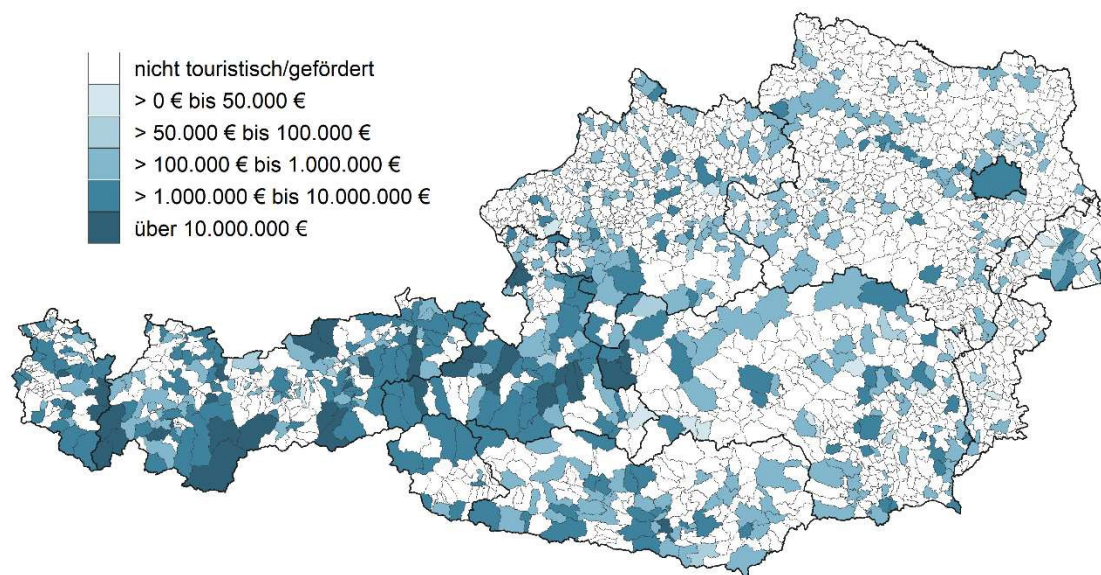 nicht touristisch/gefördert
> 0 € bis 50.000 €
> 50.000 € bis 100.000 €
> 100.000 € bis 1.000.000 €
> 1.000.000 € bis 10.000.000 €
über 10.000.000 €